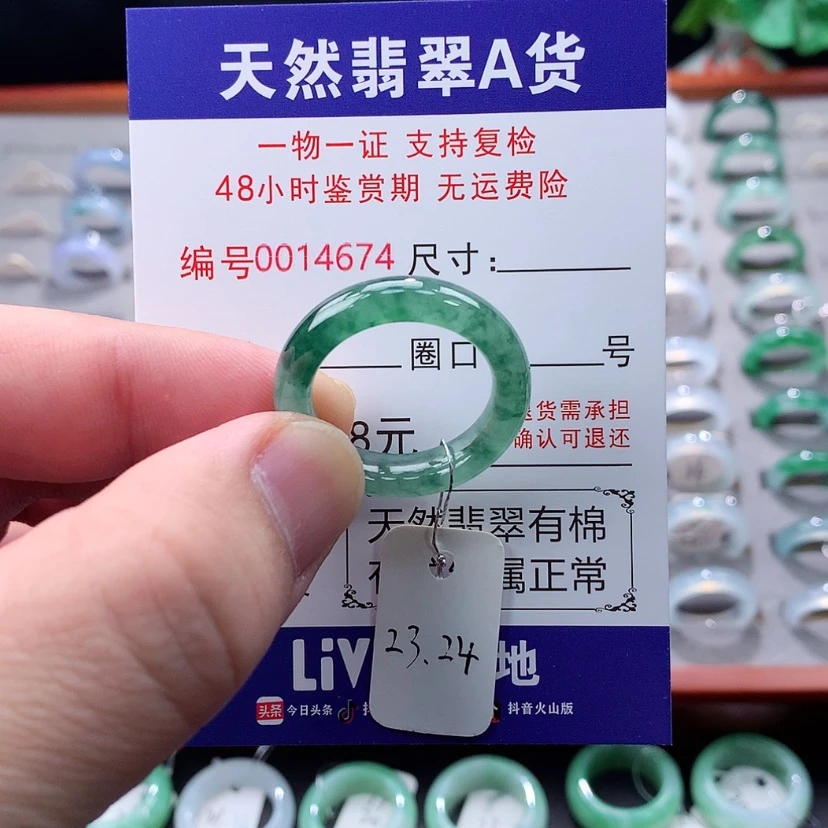 天然翡翠A货
一物一证 支持复检
48小时鉴赏期 无运费险
编号0014674 尺寸:
圈口 号
8元
退货需承担
确认可退还
天然翡翠有棉
属正常
23.24
LiV 地
头条 今日头条 抖音火山版